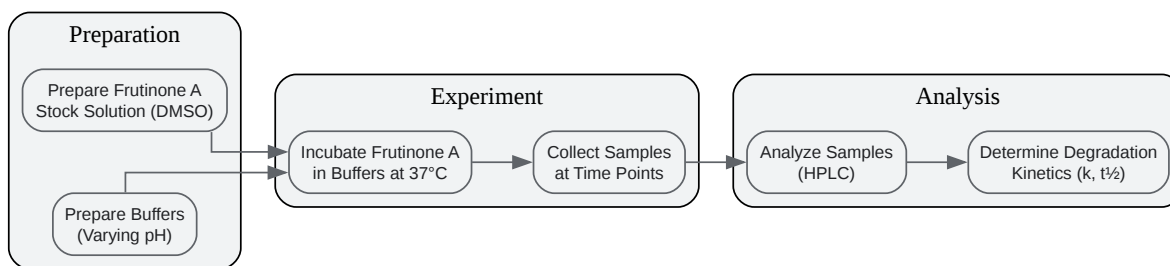 Preparation
Prepare Frutinone A
Stock Solution (DMSO)
Prepare Buffers
(Varying pH)
Experiment
Incubate Frutinone A
in Buffers at 37°C
Collect Samples
at Time Points
Analysis
Analyze Samples
(HPLC)
Determine Degradation
Kinetics (k, t½)